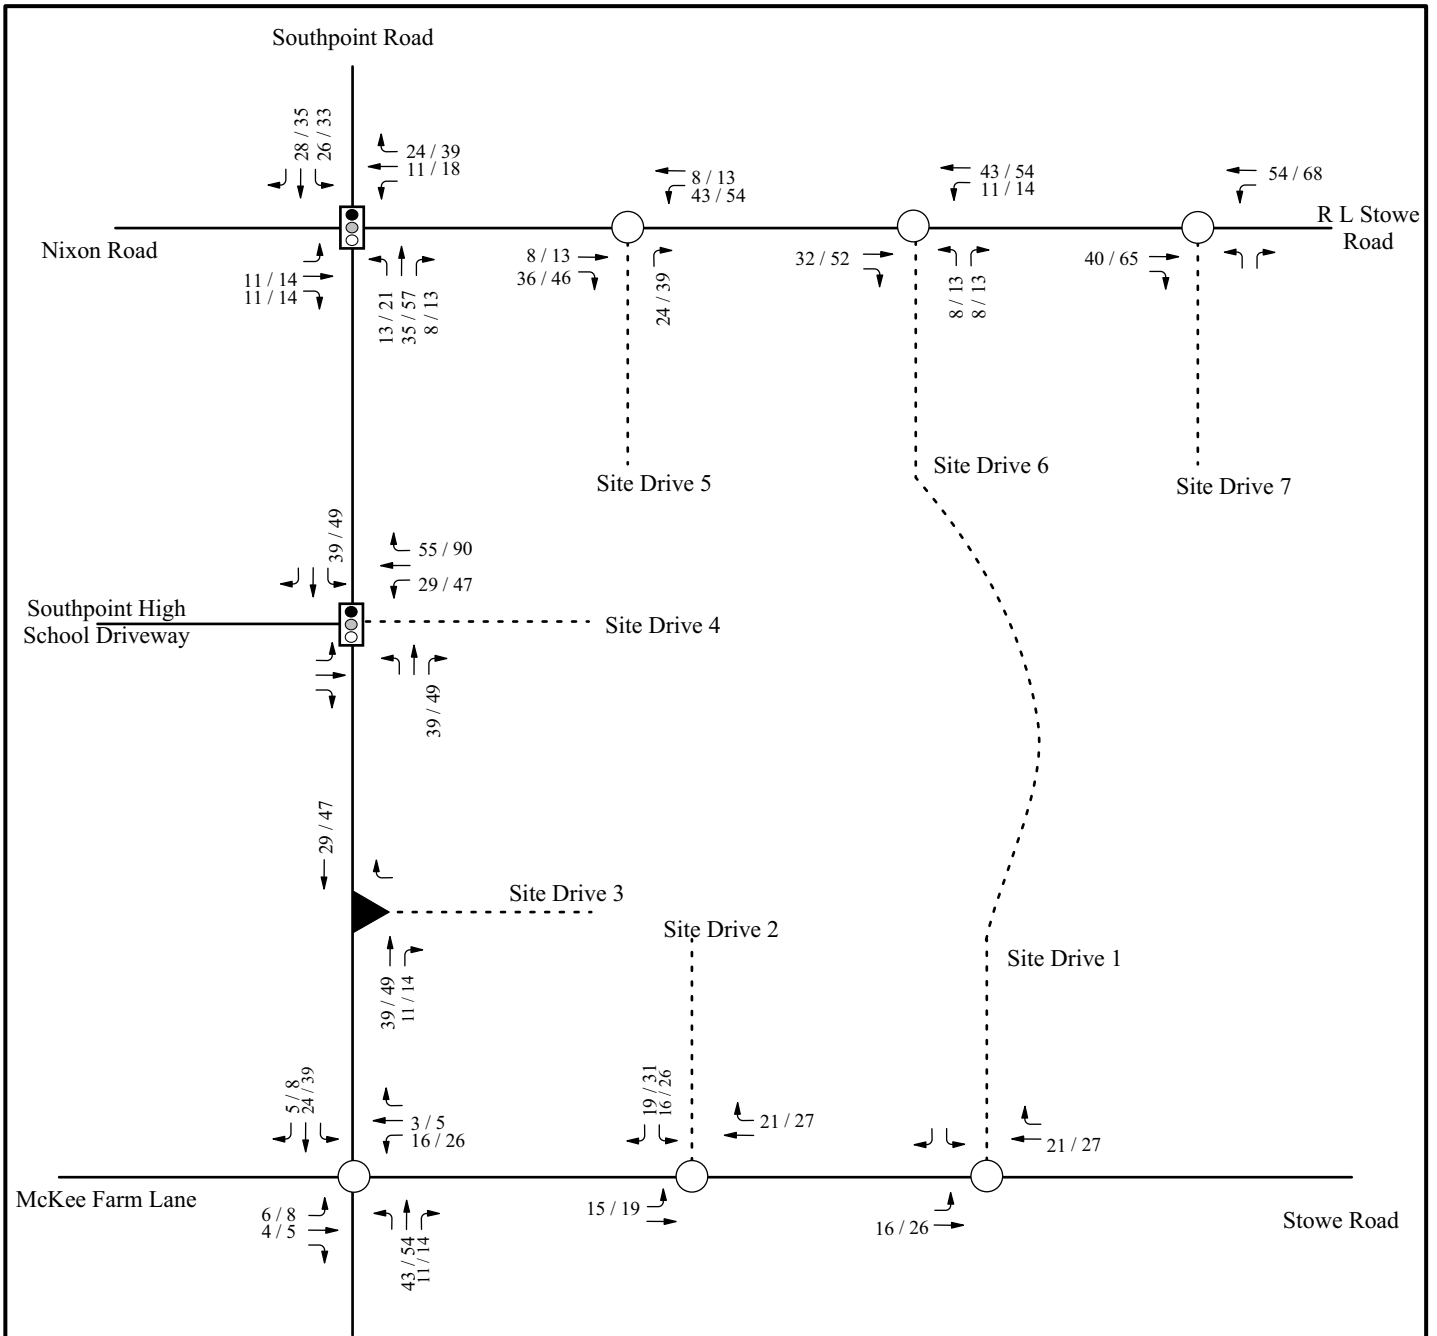 Southpoint Road
28 / 35
26 / 33
24 / 39
11 / 18
8 / 13
43 / 54
43 / 54
11 / 14
54 / 68
R L Stowe
Road
Nixon Road
11 / 14
11 / 14
13 / 21
35 / 57
8 / 13
8 / 13
36 / 46
24 / 39
32 / 52
8 / 13
8 / 13
40 / 65
Site Drive 5
Site Drive 6
Site Drive 7
39 / 49
55 / 90
29 / 47
Southpoint High
School Driveway
Site Drive 4
39 / 49
29 / 47
Site Drive 3
39 / 49
11 / 14
Site Drive 2
Site Drive 1
5 / 8
24 / 39
3 / 5
16 / 26
19 / 31
16 / 26
21 / 27
21 / 27
McKee Farm Lane
6 / 8
4 / 5
43 / 54
11 / 14
15 / 19
16 / 26
Stowe Road